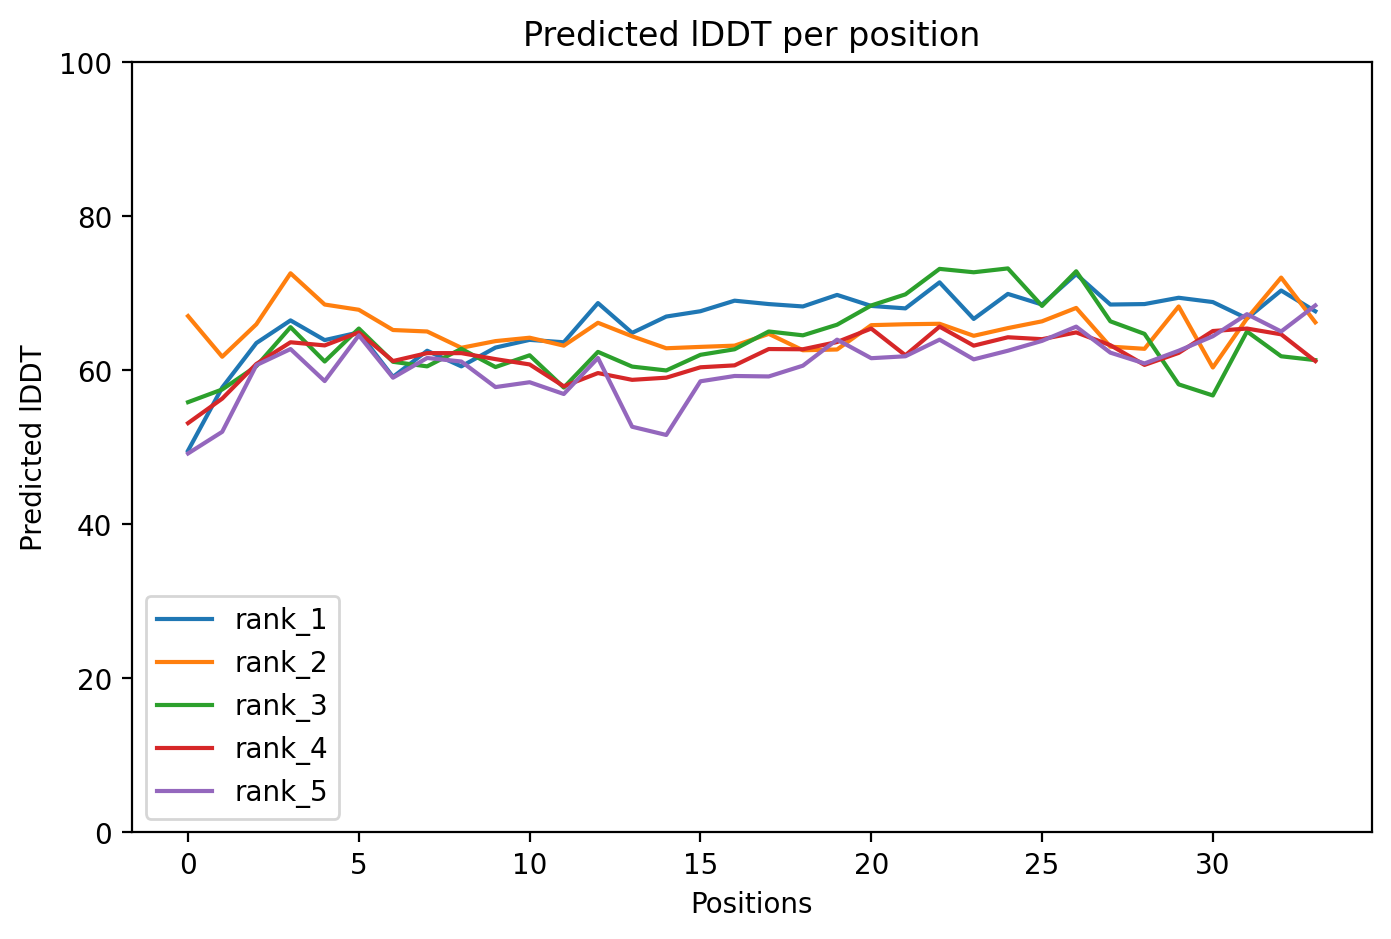 Predicted lDDT per position
100
80
60
40
20
0
Predicted lDDT
rank_1
rank_2
rank_3
rank_4
rank_5
0 5 10 15 20 25 30
Positions